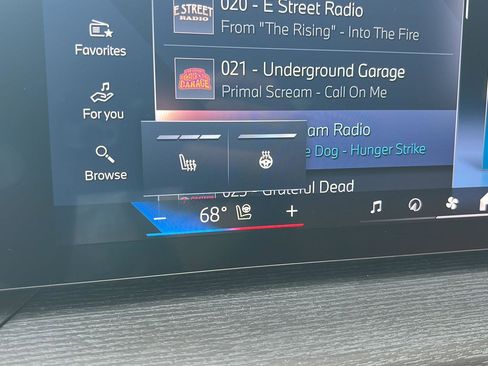 E STREET
RADIO
020 - E Street Radio
From "The Rising" - Into The Fire
Favorites
GARAGE
021 - Underground Garage
Primal Scream - Call On Me
For you
am Radio
e Dog - Hunger Strike
Browse
Grateful Dead
− 68° +